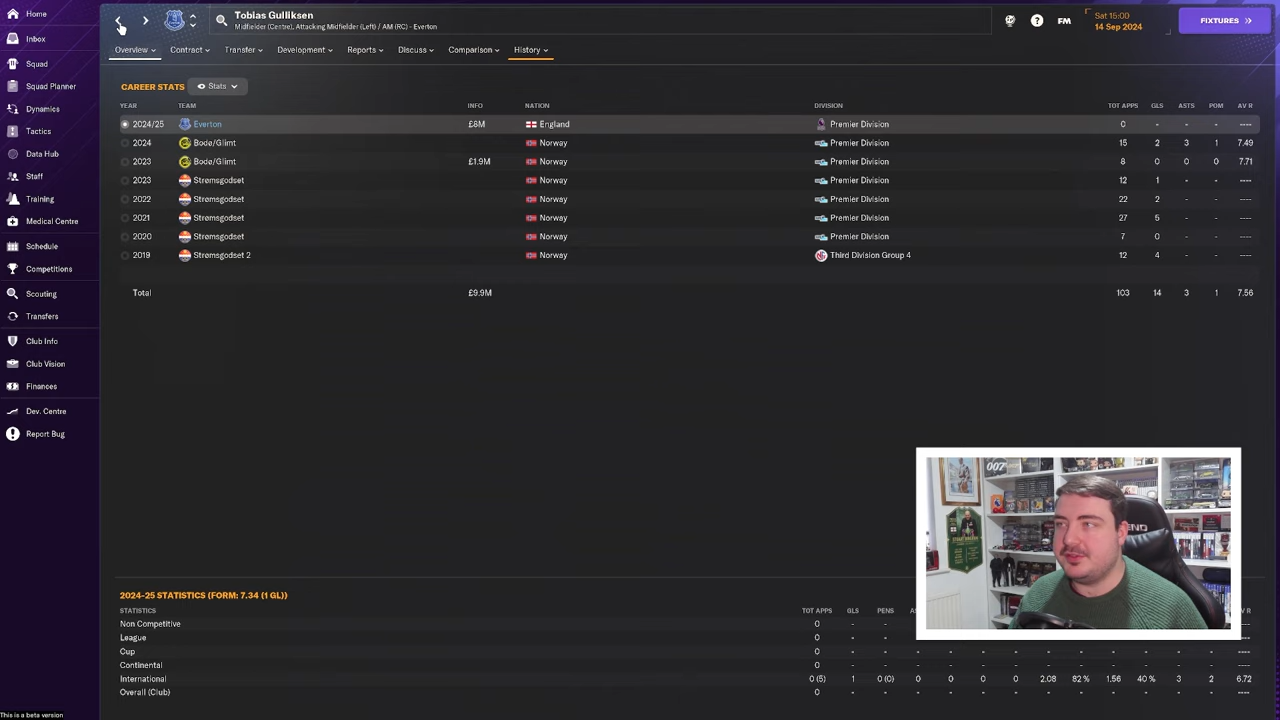 Home
Inbox
Squad
Squad Planner
Dynamics
Tactics
Data Hub
Staff
Training
Medical Centre
Schedule
Competitions
Scouting
Transfers
Club Info
Club Vision
Finances
Dev. Centre
Report Bug
This is a beta version
Tobias Gulliksen
Midfielder (Centre), Attacking Midfielder (Left) / AM (RC) - Everton
? FM
Sat 15:00
14 Sep 2024
FIXTURES
Overview Contract Transfer Development Reports Discuss Comparison History
CAREER STATS Stats
YEAR TEAM INFO NATION DIVISION TOT APPS GLS ASTS POM AV R
2024/25 Everton £8M England Premier Division 0 - - - ----
2024 Bodø/Glimt Norway Premier Division 15 2 3 1 7.49
2023 Bodø/Glimt £1.9M Norway Premier Division 8 0 0 0 7.71
2023 Strømsgodset Norway Premier Division 12 1 - - ----
2022 Strømsgodset Norway Premier Division 22 2 - - ----
2021 Strømsgodset Norway Premier Division 27 5 - - ----
2020 Strømsgodset Norway Premier Division 7 0 - - ----
2019 Strømsgodset 2 Norway Third Division Group 4 12 4 - - ----
Total £9.9M 103 14 3 1 7.56
007
2024-25 STATISTICS (FORM: 7.34 (1 GL))
STATISTICS TOT APPS GLS PENS
Non Competitive 0 - -
League 0 - -
Cup 0 - - - - - - - - - - - ----
Continental 0 - - - - - - - - - - - ----
International 0 (5) 1 0 (0) 0 0 0 0 2.08 82 % 1.56 40 % 3 2 6.72
Overall (Club) 0 - - - - - - - - - - - ----